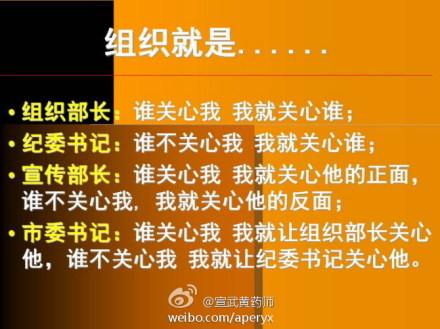 组织就是......
• 组织部长：谁关心我 我就关心谁；
• 纪委书记：谁不关心我 我就关心谁；
• 宣传部长：谁关心我 我就关心他的正面，
谁不关心我，我就关心他的反面；
• 市委书记：谁关心我 我就让组织部长关心
他，谁不关心我 我就让纪委书记关心他。
@宣武黄药师
weibo.com/aperyx